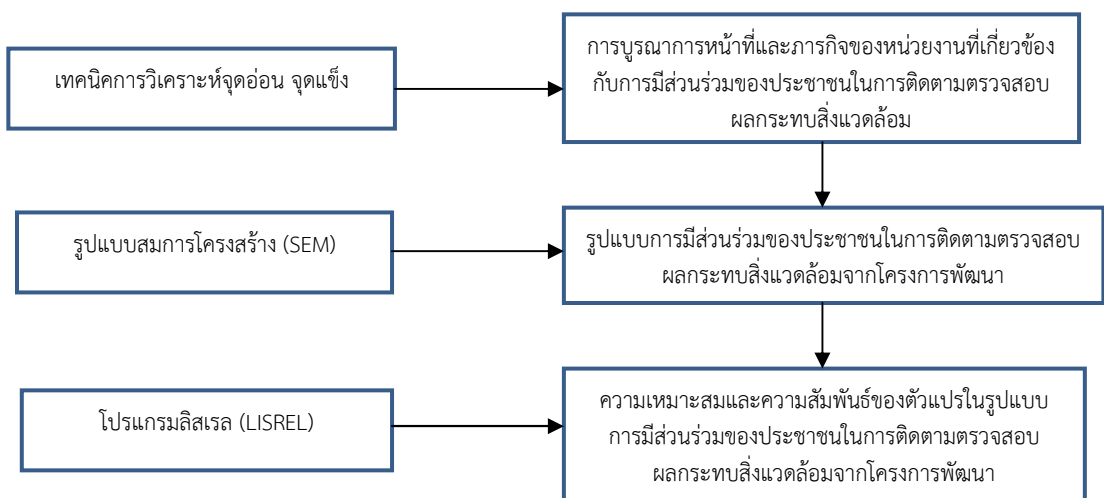 เทคนิคการวิเคราะห์จุดอ่อน จุดแข็ง
การบูรณาการหน้าที่และภารกิจของหน่วยงานที่เกี่ยวข้อง
กับการมีส่วนร่วมของประชาชนในการติดตามตรวจสอบ
ผลกระทบสิ่งแวดล้อม
รูปแบบสมการโครงสร้าง (SEM)
รูปแบบการมีส่วนร่วมของประชาชนในการติดตามตรวจสอบ
ผลกระทบสิ่งแวดล้อมจากโครงการพัฒนา
โปรแกรมลิสเรล (LISREL)
ความเหมาะสมและความสัมพันธ์ของตัวแปรในรูปแบบ
การมีส่วนร่วมของประชาชนในการติดตามตรวจสอบ
ผลกระทบสิ่งแวดล้อมจากโครงการพัฒนา